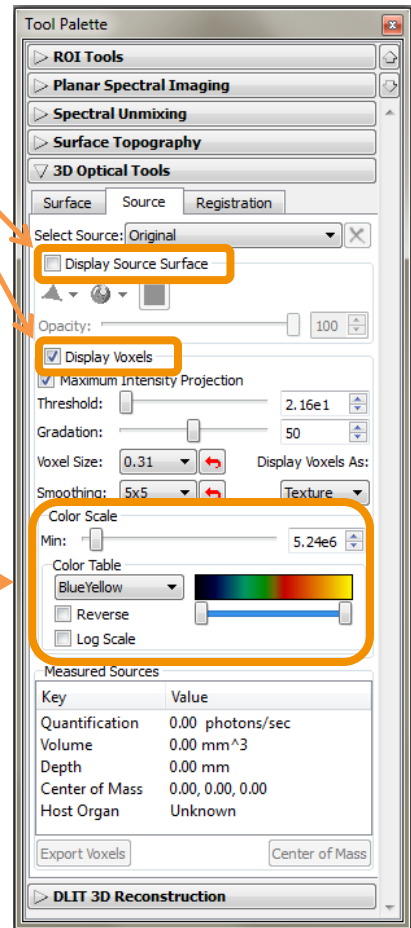 Tool Palette
ROI Tools
Planar Spectral Imaging
Spectral Unmixing
Surface Topography
3D Optical Tools
Surface Source Registration
Select Source: Original
Display Source Surface
Opacity: 100
Display Voxels
Maximum Intensity Projection
Threshold: 2.16e1
Gradation: 50
Voxel Size: 0.31 Display Voxels As:
Smoothing: 5x5 Texture
Color Scale
Min: 5.24e6
Color Table
BlueYellow
Reverse
Log Scale
Measured Sources
Key Value
Quantification 0.00 photons/sec
Volume 0.00 mm^3
Depth 0.00 mm
Center of Mass 0.00, 0.00, 0.00
Host Organ Unknown
Export Voxels Center of Mass
DLIT 3D Reconstruction